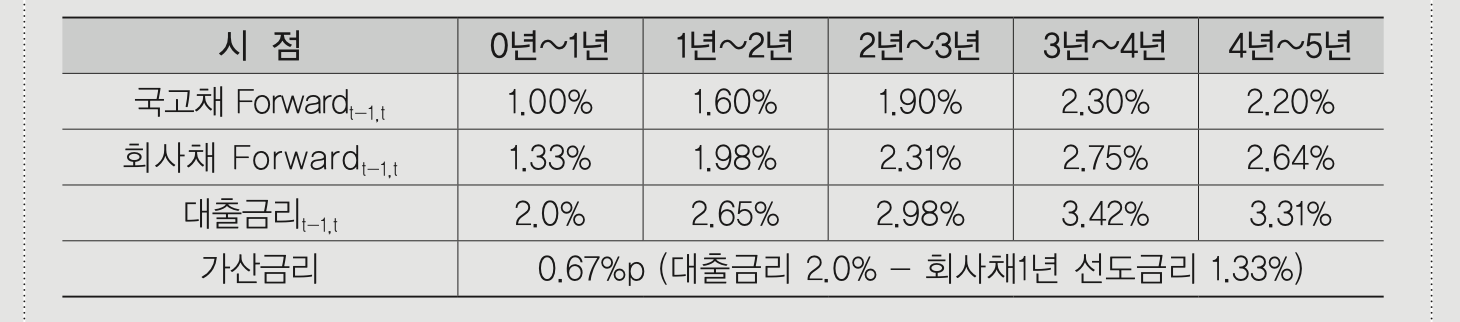 시 점 0년~1년 1년~2년 2년~3년 3년~4년 4년~5년
국고채 Forwardt-1,t 1.00% 1.60% 1.90% 2.30% 2.20%
회사채 Forwardt-1,t 1.33% 1.98% 2.31% 2.75% 2.64%
대출금리t-1,t 2.0% 2.65% 2.98% 3.42% 3.31%
가산금리 0.67%p (대출금리 2.0% - 회사채1년 선도금리 1.33%)